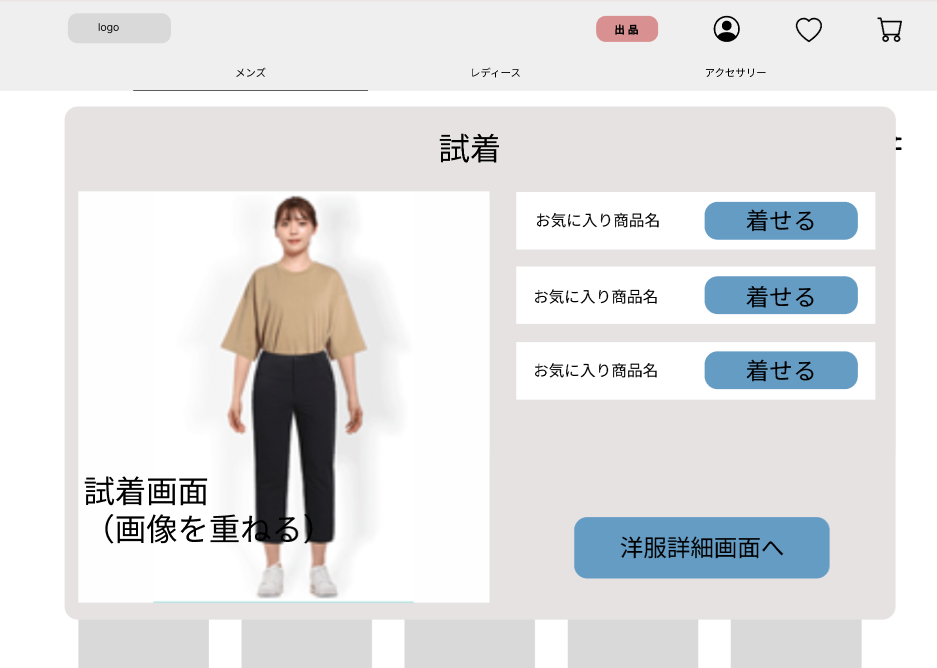 logo
出品
メンズ
レディース
アクセサリー
試着
お気に入り商品名
着せる
お気に入り商品名
着せる
お気に入り商品名
着せる
試着画面
（画像を重ねる）
洋服詳細画面へ